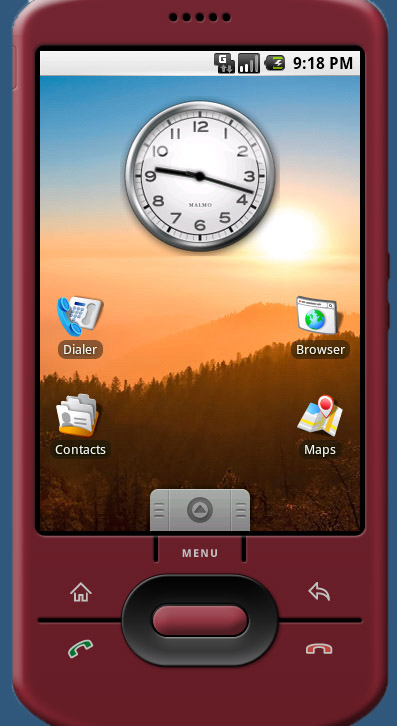 G
9:18 PM
12
11 1
10 2
9 3
8 4
7 5
6
MALMO
Dialer
Browser
Contacts
Maps
MENU